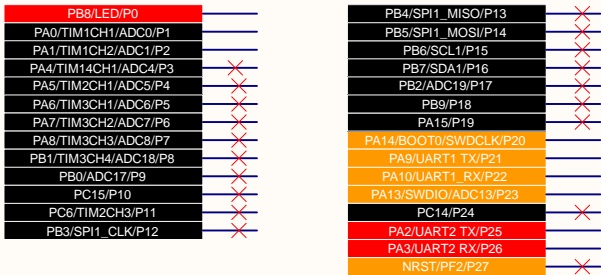 PB8/LED/P0
PA0/TIM1CH1/ADC0/P1
PA1/TIM1CH2/ADC1/P2
PA4/TIM14CH1/ADC4/P3
PA5/TIM2CH1/ADC5/P4
PA6/TIM3CH1/ADC6/P5
PA7/TIM3CH2/ADC7/P6
PA8/TIM3CH3/ADC8/P7
PB1/TIM3CH4/ADC18/P8
PB0/ADC17/P9
PC15/P10
PC6/TIM2CH3/P11
PB3/SPI1_CLK/P12
PB4/SPI1_MISO/P13
PB5/SPI1_MOSI/P14
PB6/SCL1/P15
PB7/SDA1/P16
PB2/ADC19/P17
PB9/P18
PA15/P19
PA14/BOOT0/SWDCLK/P20
PA9/UART1 TX/P21
PA10/UART1_RX/P22
PA13/SWDIO/ADC13/P23
PC14/P24
PA2/UART2 TX/P25
PA3/UART2 RX/P26
NRST/PF2/P27